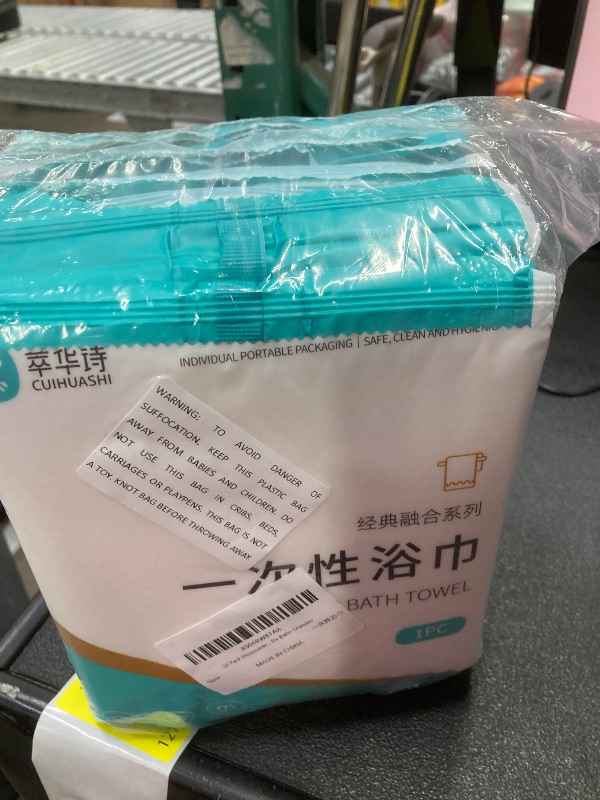 萃华诗
CUIHUASHI
INDIVIDUAL PORTABLE PACKAGING | SAFE, CLEAN AND HYGIENIC
WARNING: TO AVOID DANGER OF
SUFFOCATION, KEEP THIS PLASTIC BAG
AWAY FROM BABIES AND CHILDREN. DO
NOT USE THIS BAG IN CRIBS, BEDS,
CARRIAGES OR PLAYPENS. THIS BAG IS NOT
A TOY. KNOT BAG BEFORE THROWING AWAY
经典融合系列
一次性浴巾
BATH TOWEL
1PC
New
MADE IN CHINA